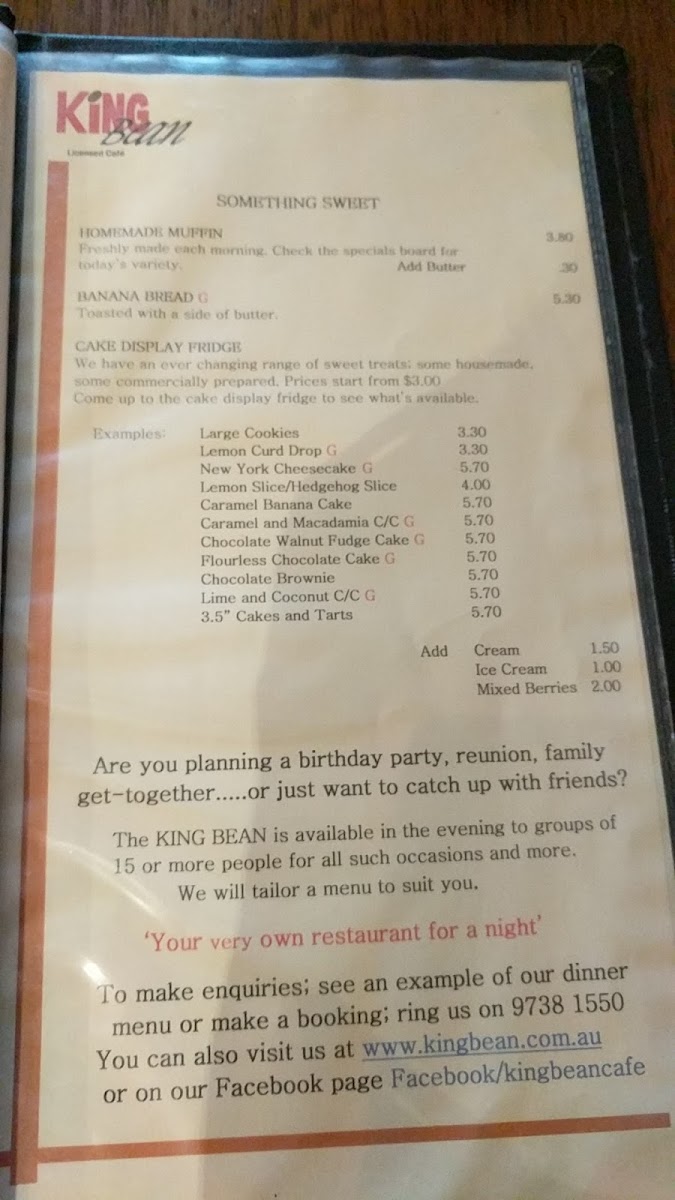 KiNG
Bean
Licensed Café
SOMETHING SWEET
HOMEMADE MUFFIN 3.80
Freshly made each morning. Check the specials board for
today's variety. Add Butter .30
BANANA BREAD G 5.30
Toasted with a side of butter.
CAKE DISPLAY FRIDGE
We have an ever changing range of sweet treats; some housemade,
some commercially prepared. Prices start from $3.00
Come up to the cake display fridge to see what's available.
Examples: Large Cookies 3.30
Lemon Curd Drop G 3.30
New York Cheesecake G 5.70
Lemon Slice/Hedgehog Slice 4.00
Caramel Banana Cake 5.70
Caramel and Macadamia C/C G 5.70
Chocolate Walnut Fudge Cake G 5.70
Flourless Chocolate Cake G 5.70
Chocolate Brownie 5.70
Lime and Coconut C/C G 5.70
3.5" Cakes and Tarts 5.70
Add Cream 1.50
Ice Cream 1.00
Mixed Berries 2.00
Are you planning a birthday party, reunion, family
get-together.....or just want to catch up with friends?
The KING BEAN is available in the evening to groups of
15 or more people for all such occasions and more.
We will tailor a menu to suit you.
'Your very own restaurant for a night'
To make enquiries; see an example of our dinner
menu or make a booking; ring us on 9738 1550
You can also visit us at www.kingbean.com.au
or on our Facebook page Facebook/kingbeancafe